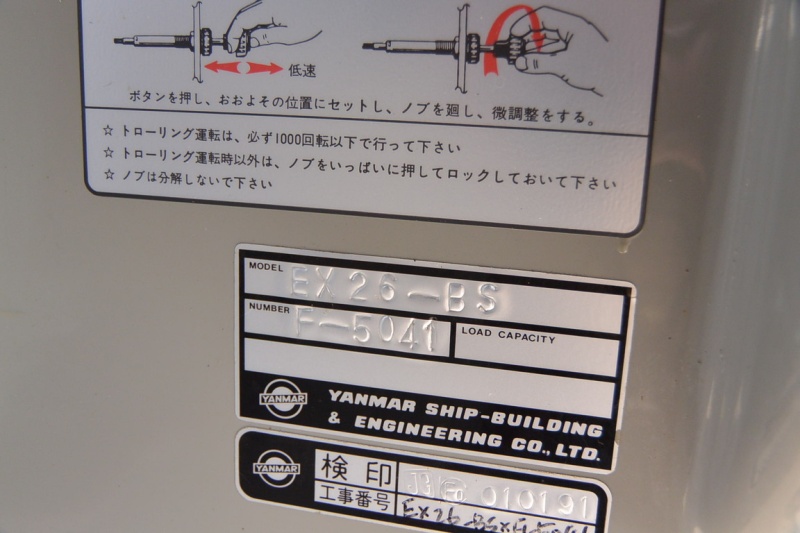 低速
ボタンを押し、おおよその位置にセットし、ノブを廻し、微調整をする。
☆ トローリング運転は、必ず1000回転以下で行って下さい
☆ トローリング運転時以外は、ノブをいっぱいに押してロックしておいて下さい
☆ ノブは分解しないで下さい
MODEL EX26-BS
NUMBER F-5041
LOAD CAPACITY
YANMAR
YANMAR SHIP-BUILDING
& ENGINEERING CO., LTD.
YANMAR
検印 010191
工事番号